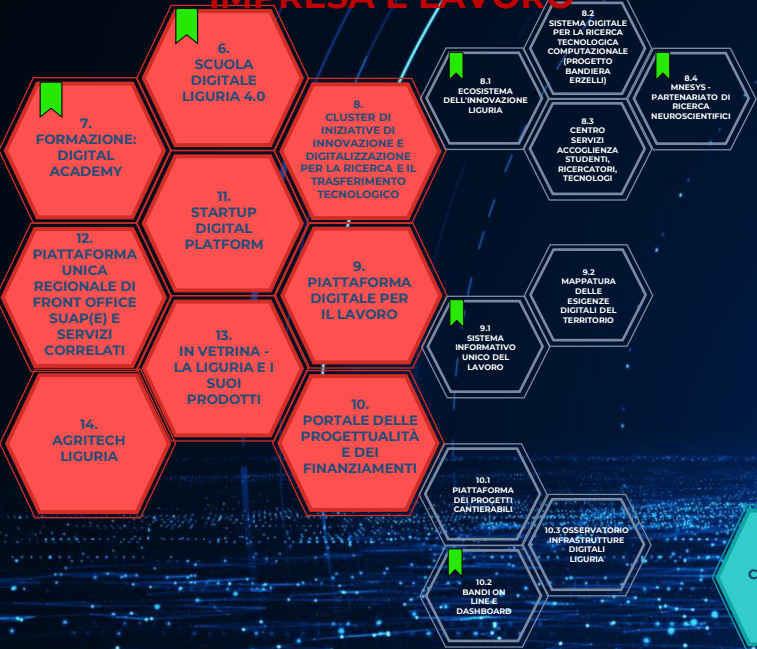 IMPRESA E LAVORO
6.
SCUOLA
DIGITALE
LIGURIA 4.0
7.
FORMAZIONE:
DIGITAL
ACADEMY
8.
CLUSTER DI
INIZIATIVE DI
INNOVAZIONE E
DIGITALIZZAZIONE
PER LA RICERCA E IL
TRASFERIMENTO
TECNOLOGICO
11.
STARTUP
DIGITAL
PLATFORM
12.
PIATTAFORMA
UNICA
REGIONALE DI
FRONT OFFICE
SUAP(E) E
SERVIZI
CORRELATI
9.
PIATTAFORMA
DIGITALE PER
IL LAVORO
13.
IN VETRINA -
LA LIGURIA E I
SUOI
PRODOTTI
14.
AGRITECH
LIGURIA
10.
PORTALE DELLE
PROGETTUALITÀ
E DEI
FINANZIAMENTI
8.1
ECOSISTEMA
DELL'INNOVAZIONE
LIGURIA
8.2
SISTEMA DIGITALE
PER LA RICERCA
TECNOLOGICA
COMPUTAZIONALE
(PROGETTO
BANDIERA
ERZELLI)
8.3
CENTRO
SERVIZI
ACCOGLIENZA
STUDENTI,
RICERCATORI,
TECNOLOGI
8.4
MNESYS -
PARTENARIATO DI
RICERCA
NEUROSCIENTIFICI
9.1
SISTEMA
INFORMATIVO
UNICO DEL
LAVORO
9.2
MAPPATURA
DELLE
ESIGENZE
DIGITALI DEL
TERRITORIO
10.1
PIATTAFORMA
DEI PROGETTI
CANTIERABILI
10.2
BANDI ON
LINE E
DASHBOARD
10.3 OSSERVATORIO
INFRASTRUTTURE
DIGITALI
LIGURIA
C